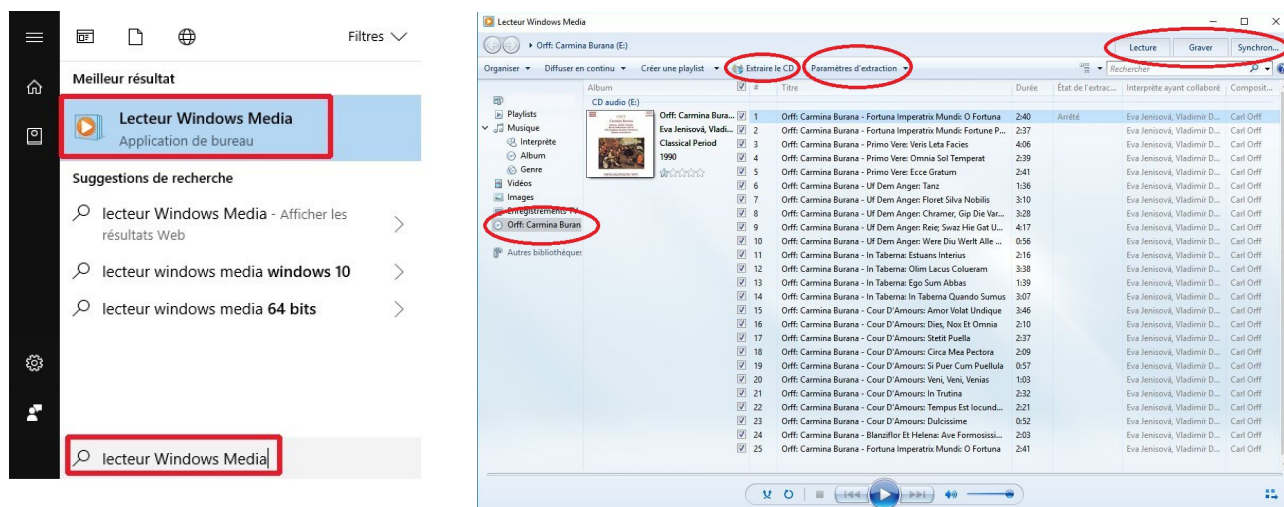 Filtres
Meilleur résultat
Lecteur Windows Media
Application de bureau
Suggestions de recherche
lecteur Windows Media - Afficher les
résultats Web
lecteur windows media windows 10
lecteur windows media 64 bits
lecteur Windows Media
Lecteur Windows Media
Orff: Carmina Burana (E:)
Lecture Graver Synchron...
Organiser Diffuser en continu Créer une playlist Extraire le CD Paramètres d'extraction Rechercher
Album # Titre Durée État de l'extrac... Interprète ayant collaboré Composit...
CD audio (E:)
Playlists
Musique
Interprète
Album
Genre
Vidéos
Images
Enregistrements TV
Orff: Carmina Buran
Autres bibliothèques
Orff: Carmina Bura...
Eva Jenisová, Vladi...
Classical Period
1990
1 Orff: Carmina Burana - Fortuna Imperatrix Mundi: O Fortuna 2:40 Arrêté Eva Jenisová, Vladimír D... Carl Orff
2 Orff: Carmina Burana - Fortuna Imperatrix Mundi: Fortune P... 2:37 Eva Jenisová, Vladimír D... Carl Orff
3 Orff: Carmina Burana - Primo Vere: Veris Leta Facies 4:06 Eva Jenisová, Vladimír D... Carl Orff
4 Orff: Carmina Burana - Primo Vere: Omnia Sol Temperat 2:39 Eva Jenisová, Vladimír D... Carl Orff
5 Orff: Carmina Burana - Primo Vere: Ecce Gratum 2:41 Eva Jenisová, Vladimír D... Carl Orff
6 Orff: Carmina Burana - Uf Dem Anger: Tanz 1:36 Eva Jenisová, Vladimír D... Carl Orff
7 Orff: Carmina Burana - Uf Dem Anger: Floret Silva Nobilis 3:10 Eva Jenisová, Vladimír D... Carl Orff
8 Orff: Carmina Burana - Uf Dem Anger: Chramer, Gip Die Var... 3:28 Eva Jenisová, Vladimír D... Carl Orff
9 Orff: Carmina Burana - Uf Dem Anger: Reie; Swaz Hie Gat U... 4:17 Eva Jenisová, Vladimír D... Carl Orff
10 Orff: Carmina Burana - Uf Dem Anger: Were Diu Werlt Alle ... 0:56 Eva Jenisová, Vladimír D... Carl Orff
11 Orff: Carmina Burana - In Taberna: Estuans Interius 2:16 Eva Jenisová, Vladimír D... Carl Orff
12 Orff: Carmina Burana - In Taberna: Olim Lacus Colueram 3:38 Eva Jenisová, Vladimír D... Carl Orff
13 Orff: Carmina Burana - In Taberna: Ego Sum Abbas 1:39 Eva Jenisová, Vladimír D... Carl Orff
14 Orff: Carmina Burana - In Taberna: In Taberna Quando Sumus 3:07 Eva Jenisová, Vladimír D... Carl Orff
15 Orff: Carmina Burana - Cour D'Amours: Amor Volat Undique 3:46 Eva Jenisová, Vladimír D... Carl Orff
16 Orff: Carmina Burana - Cour D'Amours: Dies, Nox Et Omnia 2:10 Eva Jenisová, Vladimír D... Carl Orff
17 Orff: Carmina Burana - Cour D'Amours: Stetit Puella 2:37 Eva Jenisová, Vladimír D... Carl Orff
18 Orff: Carmina Burana - Cour D'Amours: Circa Mea Pectora 2:09 Eva Jenisová, Vladimír D... Carl Orff
19 Orff: Carmina Burana - Cour D'Amours: Si Puer Cum Puellula 0:57 Eva Jenisová, Vladimír D... Carl Orff
20 Orff: Carmina Burana - Cour D'Amours: Veni, Veni, Venias 1:03 Eva Jenisová, Vladimír D... Carl Orff
21 Orff: Carmina Burana - Cour D'Amours: In Trutina 2:32 Eva Jenisová, Vladimír D... Carl Orff
22 Orff: Carmina Burana - Cour D'Amours: Tempus Est Iocund... 2:21 Eva Jenisová, Vladimír D... Carl Orff
23 Orff: Carmina Burana - Cour D'Amours: Dulcissime 0:52 Eva Jenisová, Vladimír D... Carl Orff
24 Orff: Carmina Burana - Blanziflor Et Helena: Ave Formosissi... 2:03 Eva Jenisová, Vladimír D... Carl Orff
25 Orff: Carmina Burana - Fortuna Imperatrix Mundi: O Fortuna 2:41 Eva Jenisová, Vladimír D... Carl Orff